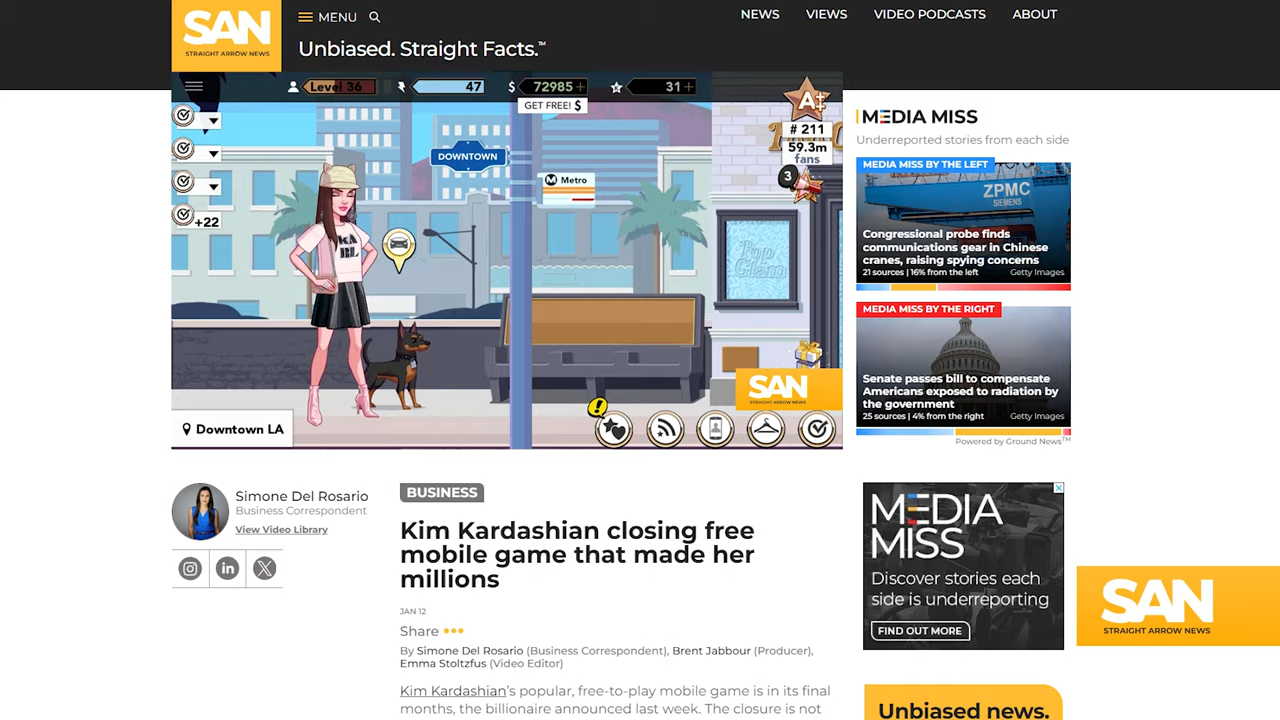 SAN
STRAIGHT ARROW NEWS
MENU
NEWS
VIEWS
VIDEO PODCASTS
ABOUT
Unbiased. Straight Facts.™
Level 36
47
$ 72985 +
31 +
GET FREE! $
A+
# 211
59.3m
fans
3
+22
DOWNTOWN
M Metro
KA
BL
Pop
Glam
Downtown LA
SAN
STRAIGHT ARROW NEWS
MEDIA MISS
Underreported stories from each side
MEDIA MISS BY THE LEFT
ZPMC
SIEMENS
Congressional probe finds
communications gear in Chinese
cranes, raising spying concerns
21 sources | 16% from the left
Getty Images
MEDIA MISS BY THE RIGHT
Senate passes bill to compensate
Americans exposed to radiation by
the government
25 sources | 4% from the right
Getty Images
Powered by Ground News™
Simone Del Rosario
Business Correspondent
View Video Library
BUSINESS
Kim Kardashian closing free
mobile game that made her
millions
JAN 12
Share
By Simone Del Rosario (Business Correspondent), Brent Jabbour (Producer),
Emma Stoltzfus (Video Editor)
Kim Kardashian's popular, free-to-play mobile game is in its final
months, the billionaire announced last week. The closure is not
MEDIA
MISS
Discover stories each
side is underreporting
FIND OUT MORE
SAN
STRAIGHT ARROW NEWS
Unbiased news.